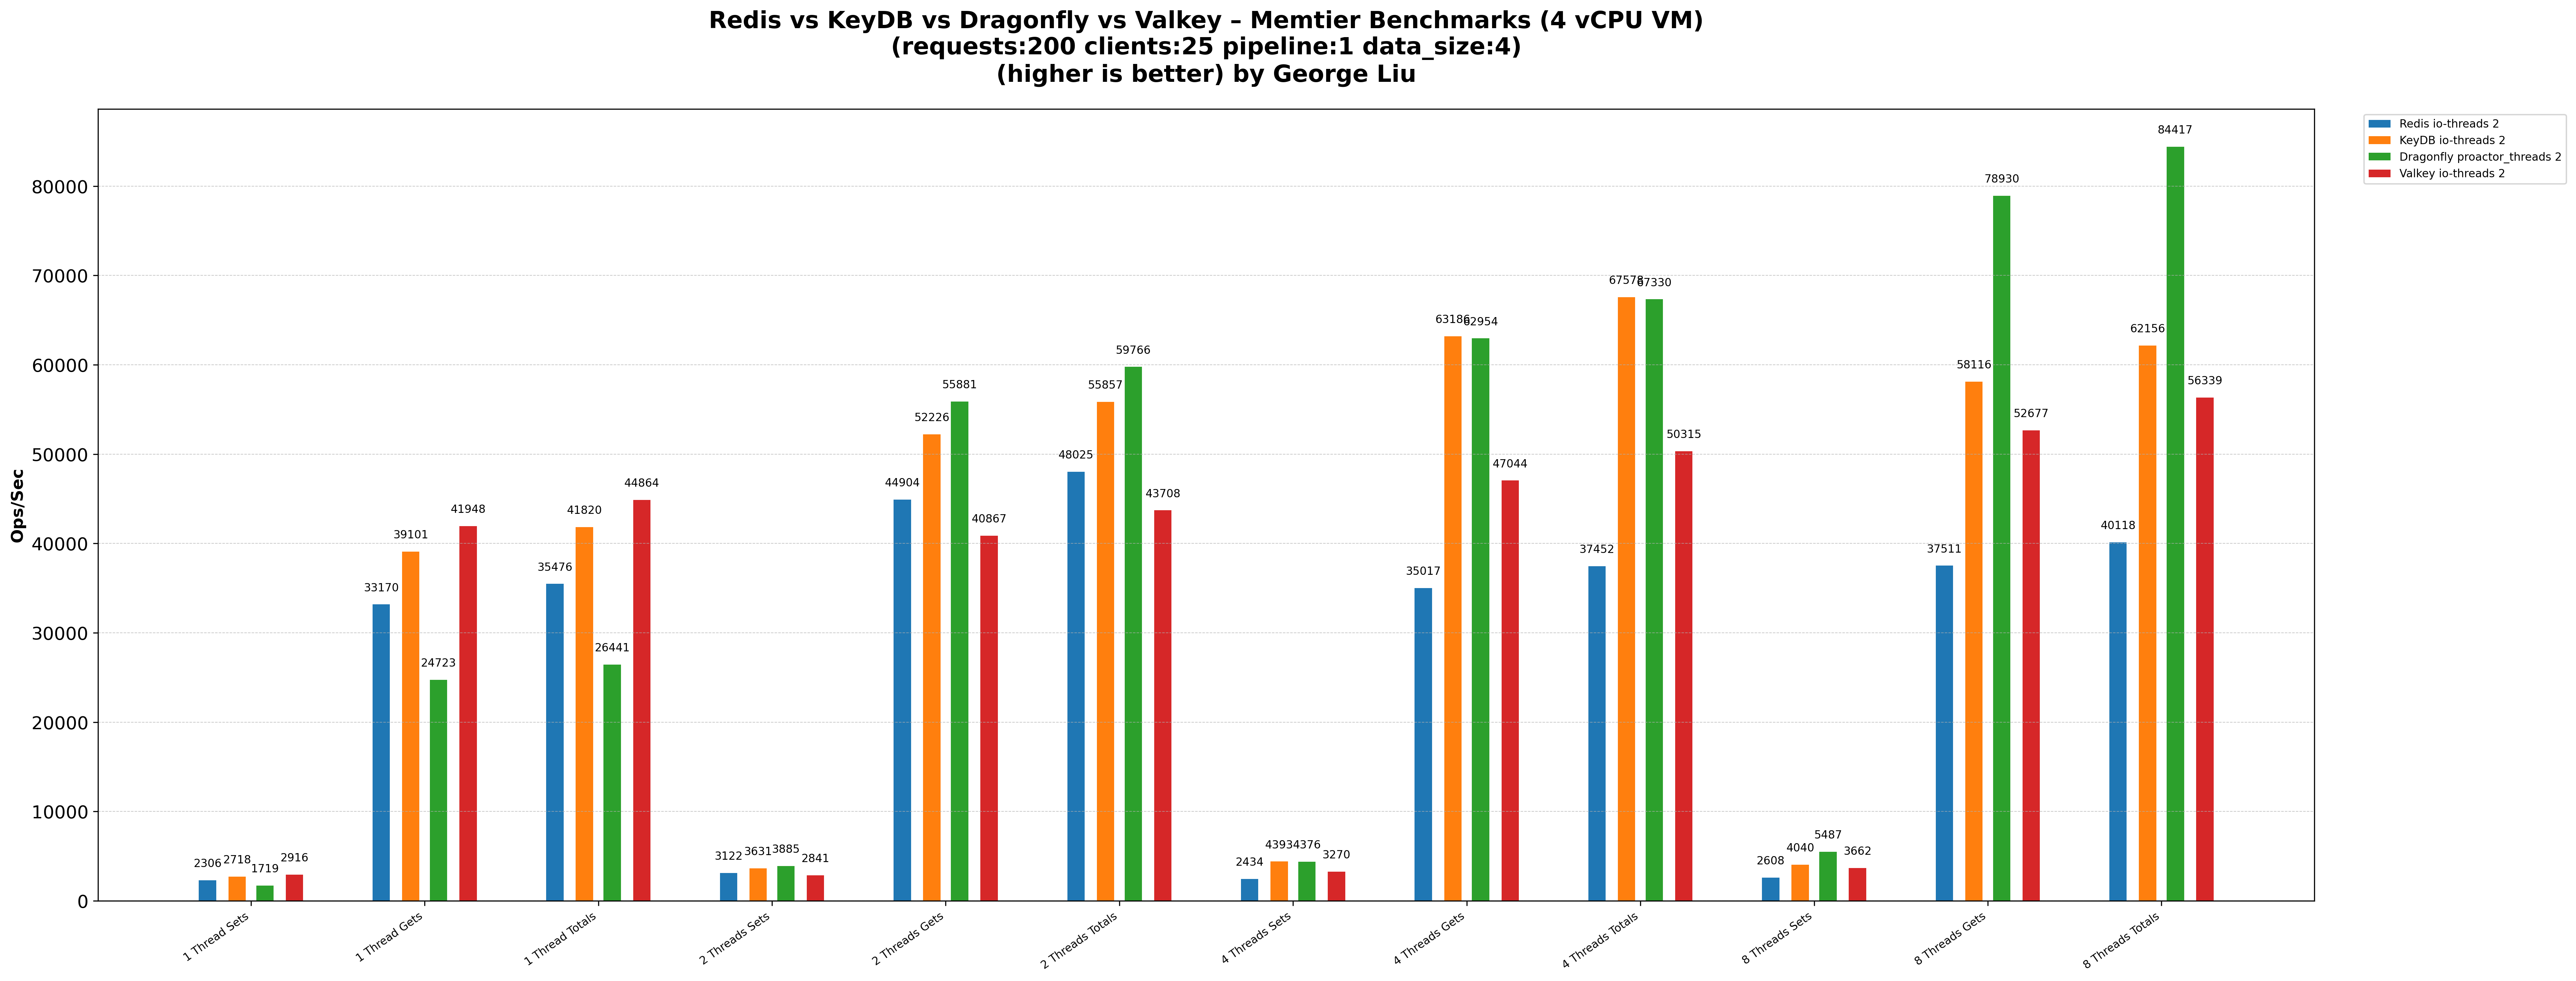 Redis vs KeyDB vs Dragonfly vs Valkey – Memtier Benchmarks (4 vCPU VM)
(requests:200 clients:25 pipeline:1 data_size:4)
(higher is better) by George Liu
Redis io-threads 2
KeyDB io-threads 2
Dragonfly proactor_threads 2
Valkey io-threads 2
Ops/Sec
80000
70000
60000
50000
40000
30000
20000
10000
0
2306 2718 1719 2916
33170 39101 24723 41948
35476 41820 26441 44864
3122 3631 3885 2841
44904 52226 55881 40867
48025 55857 59766 43708
2434 4393 4376 3270
35017 63186 62954 47044
37452 67578 67330 50315
2608 4040 5487 3662
37511 58116 78930 52677
40118 62156 84417 56339
1 Thread Sets
1 Thread Gets
1 Thread Totals
2 Threads Sets
2 Threads Gets
2 Threads Totals
4 Threads Sets
4 Threads Gets
4 Threads Totals
8 Threads Sets
8 Threads Gets
8 Threads Totals